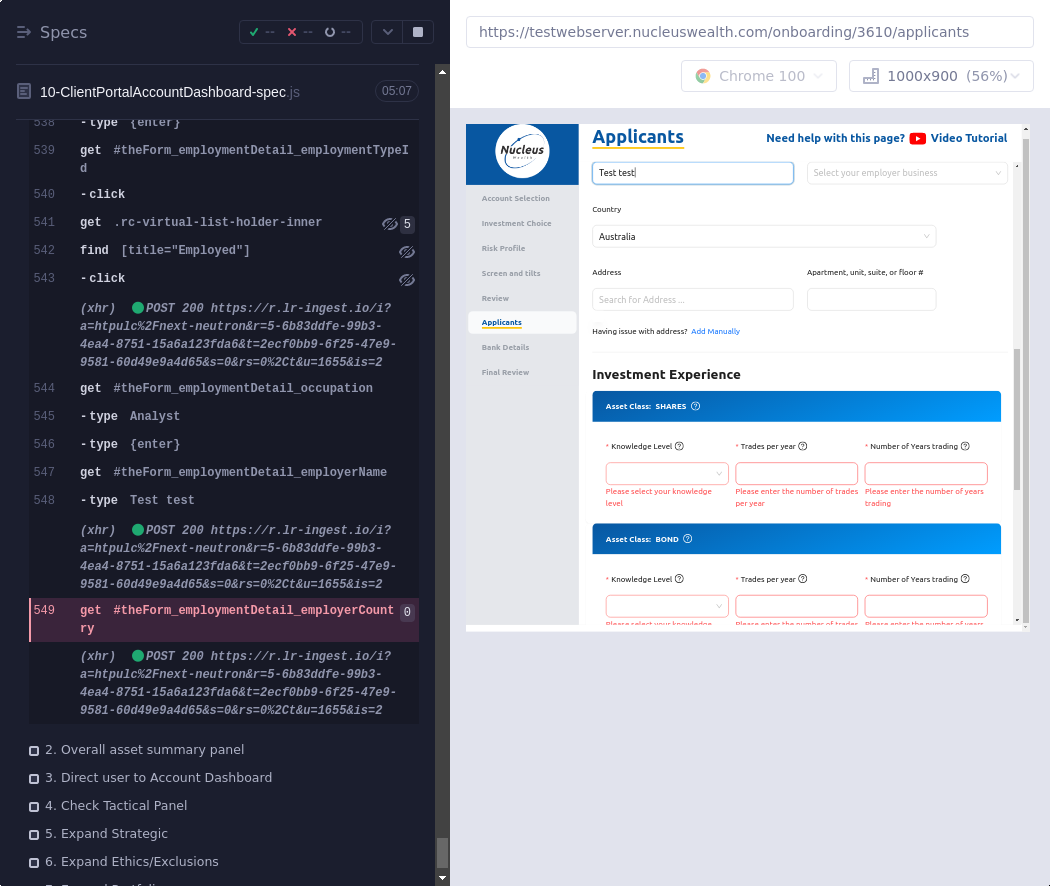 Specs
-- -- --
10-ClientPortalAccountDashboard-spec.js 05:07
538 -type {enter}
539 get #theForm_employmentDetail_employmentTypeI
d
540 -click
541 get .rc-virtual-list-holder-inner 5
542 find [title="Employed"]
543 -click
(xhr) POST 200 https://r.lr-ingest.io/i?
a=htpulc%2Fnext-neutron&r=5-6b83ddfe-99b3-
4ea4-8751-15a6a123fda6&t=2ecf0bb9-6f25-47e9-
9581-60d49e9a4d65&s=0&rs=0%2Ct&u=1655&is=2
544 get #theForm_employmentDetail_occupation
545 -type Analyst
546 -type {enter}
547 get #theForm_employmentDetail_employerName
548 -type Test test
(xhr) POST 200 https://r.lr-ingest.io/i?
a=htpulc%2Fnext-neutron&r=5-6b83ddfe-99b3-
4ea4-8751-15a6a123fda6&t=2ecf0bb9-6f25-47e9-
9581-60d49e9a4d65&s=0&rs=0%2Ct&u=1655&is=2
549 get #theForm_employmentDetail_employerCount 0
ry
(xhr) POST 200 https://r.lr-ingest.io/i?
a=htpulc%2Fnext-neutron&r=5-6b83ddfe-99b3-
4ea4-8751-15a6a123fda6&t=2ecf0bb9-6f25-47e9-
9581-60d49e9a4d65&s=0&rs=0%2Ct&u=1655&is=2
2. Overall asset summary panel
3. Direct user to Account Dashboard
4. Check Tactical Panel
5. Expand Strategic
6. Expand Ethics/Exclusions
https://testwebserver.nucleuswealth.com/onboarding/3610/applicants
Chrome 100
1000x900 (56%)
Nucleus
Wealth
Account Selection
Investment Choice
Risk Profile
Screen and tilts
Review
Applicants
Bank Details
Final Review
Applicants
Need help with this page? Video Tutorial
Test test
Select your employer business
Country
Australia
Address
Apartment, unit, suite, or floor #
Search for Address ...
Having issue with address? Add Manually
Investment Experience
Asset Class: SHARES
* Knowledge Level * Trades per year * Number of Years trading
Please select your knowledge
level
Please enter the number of trades
per year
Please enter the number of years
trading
Asset Class: BOND
* Knowledge Level * Trades per year * Number of Years trading
Please select your knowledge
Please enter the number of trades
Please enter the number of years